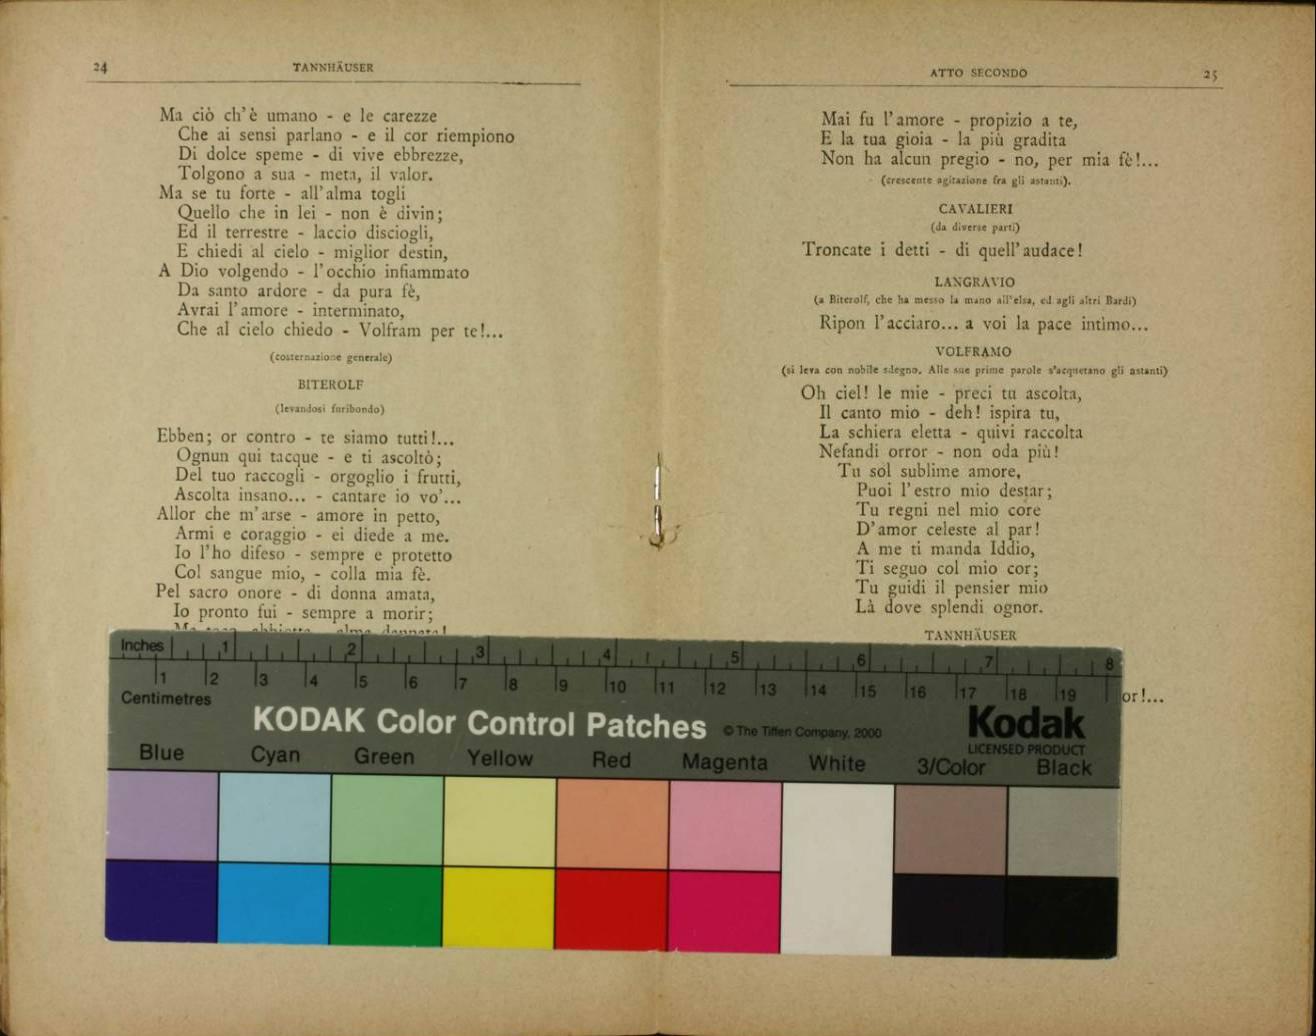 24
TANNHÄUSER
Ma ciò ch'è umano - e le carezze
Che ai sensi parlano - e il cor riempiono
Di dolce speme - di vive ebbrezze,
Tolgono a sua - meta, il valor.
Ma se tu forte - all'alma togli
Quello che in lei - non è divin;
Ed il terrestre - laccio disciogli,
E chiedi al cielo - miglior destin,
A Dio volgendo - l'occhio infiammato
Da santo ardore - da pura fè,
Avrai l'amore - interminato,
Che al cielo chiedo - Volfram per te!...
(costernazione generale)
BITEROLF
(levandosi furibondo)
Ebben; or contro - te siamo tutti!...
Ognun qui tacque - e ti ascoltò;
Del tuo raccogli - orgoglio i frutti,
Ascolta insano... - cantare io vo'...
Allor che m'arse - amore in petto,
Armi e coraggio - ei diede a me.
Io l'ho difeso - sempre e protetto
Col sangue mio, - colla mia fè.
Pel sacro onore - di donna amata,
Io pronto fui - sempre a morir;
ATTO SECONDO
25
Mai fu l'amore - propizio a te,
E la tua gioia - la più gradita
Non ha alcun pregio - no, per mia fè!...
(crescente agitazione fra gli astanti).
CAVALIERI
(da diverse parti)
Troncate i detti - di quell'audace!
LANGRAVIO
(a Biterolf, che ha messo la mano all'elsa, ed agli altri Bardi)
Ripon l'acciaro... a voi la pace intìmo...
VOLFRAMO
(si leva con nobile sdegno. Alle sue prime parole s'acquetano gli astanti)
Oh ciel! le mie - preci tu ascolta,
Il canto mio - deh! ispira tu,
La schiera eletta - quivi raccolta
Nefandi orror - non oda più!
Tu sol sublime amore,
Puoi l'estro mio destar;
Tu regni nel mio core
D'amor celeste al par!
A me ti manda Iddio,
Ti seguo col mio cor;
Tu guidi il pensier mio
Là dove splendi ognor.
TANNHÄUSER
or!...
Inches 1 2 3 4 5 6 7 8
1 2 3 4 5 6 7 8 9 10 11 12 13 14 15 16 17 18 19
Centimetres
KODAK Color Control Patches © The Tiffen Company, 2000 Kodak
LICENSED PRODUCT
Blue Cyan Green Yellow Red Magenta White 3/Color Black